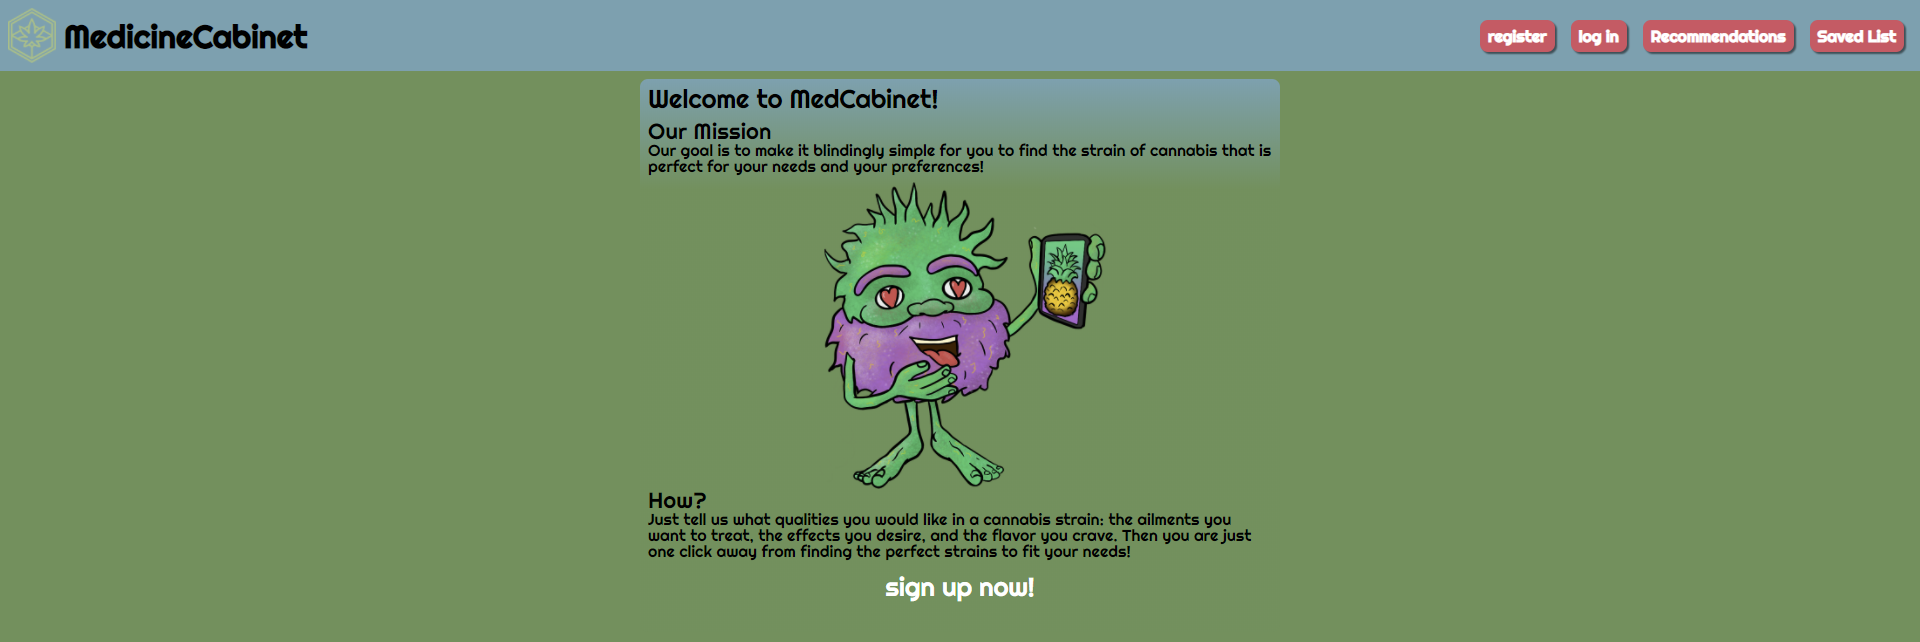 MedicineCabinet
register
log in
Recommendations
Saved List
Welcome to MedCabinet!
Our Mission
Our goal is to make it blindingly simple for you to find the strain of cannabis that is
perfect for your needs and your preferences!
How?
Just tell us what qualities you would like in a cannabis strain: the ailments you
want to treat, the effects you desire, and the flavor you crave. Then you are just
one click away from finding the perfect strains to fit your needs!
sign up now!